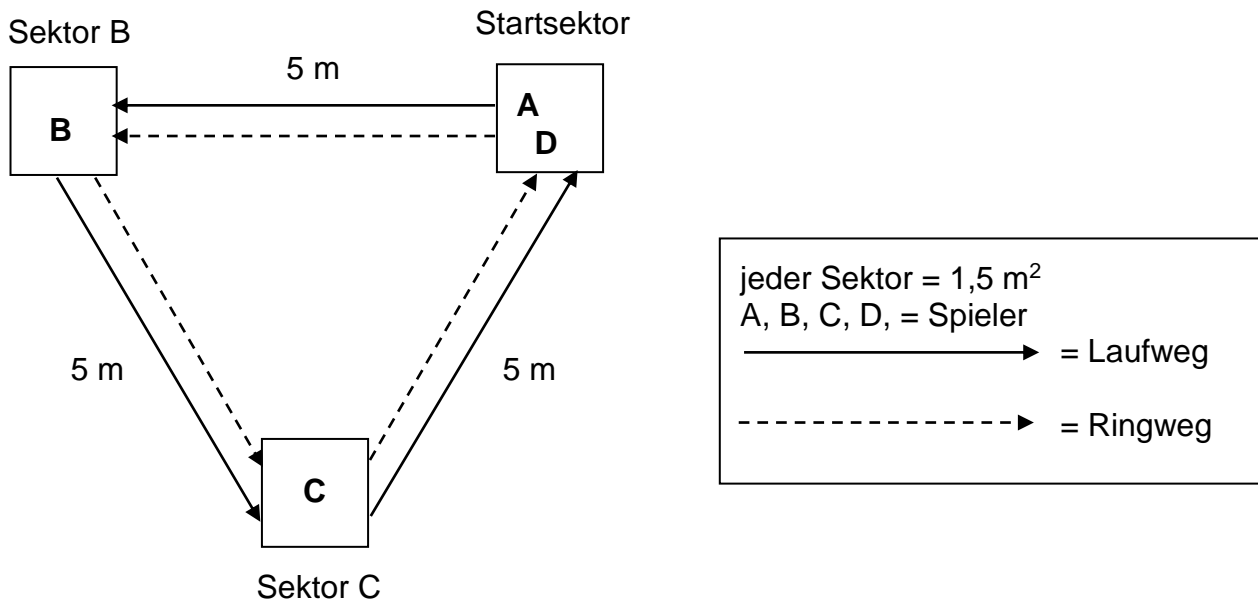 Sektor B
Startsektor
5 m
B
A
D
5 m
5 m
C
Sektor C
jeder Sektor = 1,5 m²
A, B, C, D, = Spieler
= Laufweg
= Ringweg